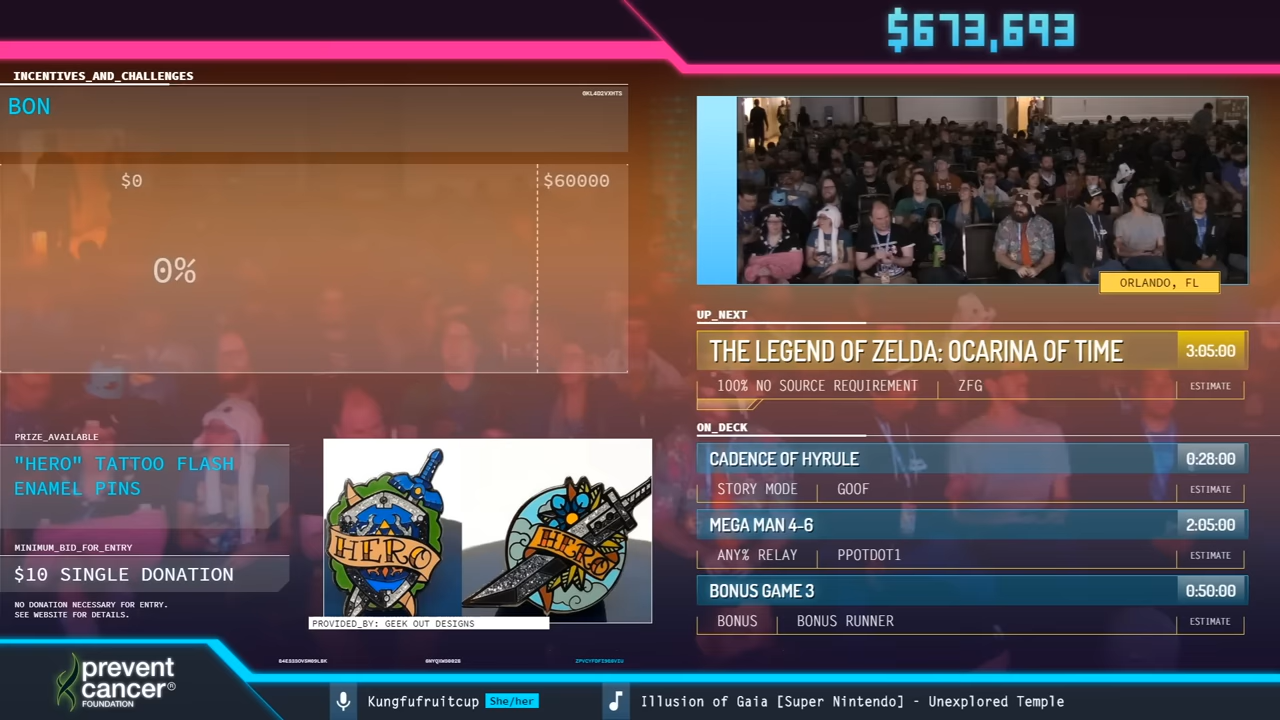 $673,693
INCENTIVES_AND_CHALLENGES
BON
$0
$60000
0%
ORLANDO, FL
UP_NEXT
THE LEGEND OF ZELDA: OCARINA OF TIME
3:05:00
100% NO SOURCE REQUIREMENT
ZFG
ESTIMATE
ON_DECK
CADENCE OF HYRULE
0:28:00
STORY MODE
GOOF
ESTIMATE
MEGA MAN 4-6
2:05:00
ANY% RELAY
PPOTDOT1
ESTIMATE
BONUS GAME 3
0:50:00
BONUS
BONUS RUNNER
ESTIMATE
PRIZE_AVAILABLE
"HERO" TATTOO FLASH
ENAMEL PINS
MINIMUM_BID_FOR_ENTRY
$10 SINGLE DONATION
NO DONATION NECESSARY FOR ENTRY.
SEE WEBSITE FOR DETAILS.
HERO
HERO
PROVIDED_BY: GEEK OUT DESIGNS
prevent
cancer®
FOUNDATION
Kungfufruitcup
She/her
Illusion of Gaia [Super Nintendo] - Unexplored Temple